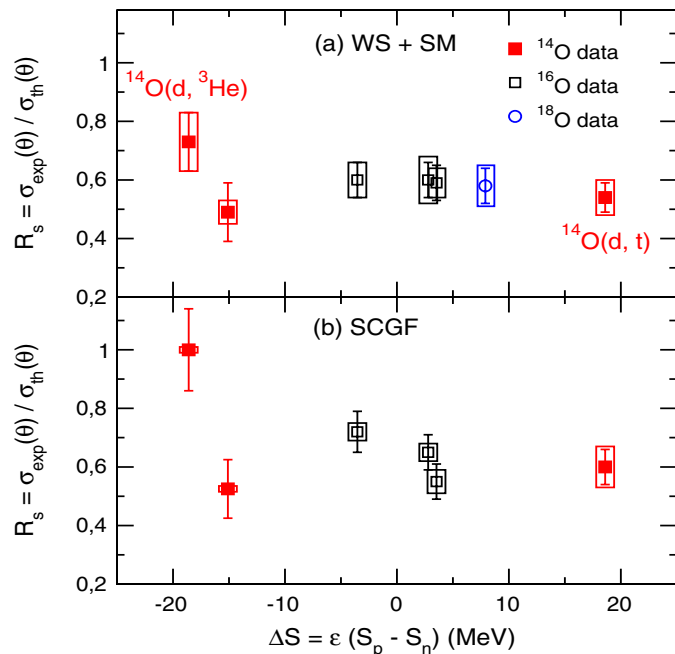 (a) WS + SM
¹⁴O data
¹⁶O data
¹⁸O data
¹⁴O(d, ³He)
¹⁴O(d, t)
R_s = σ_exp(θ) / σ_th(θ)
1
0,8
0,6
0,4
0,2
(b) SCGF
R_s = σ_exp(θ) / σ_th(θ)
1
0,8
0,6
0,4
0,2
-20
-10
0
10
20
ΔS = ε (S_p - S_n) (MeV)